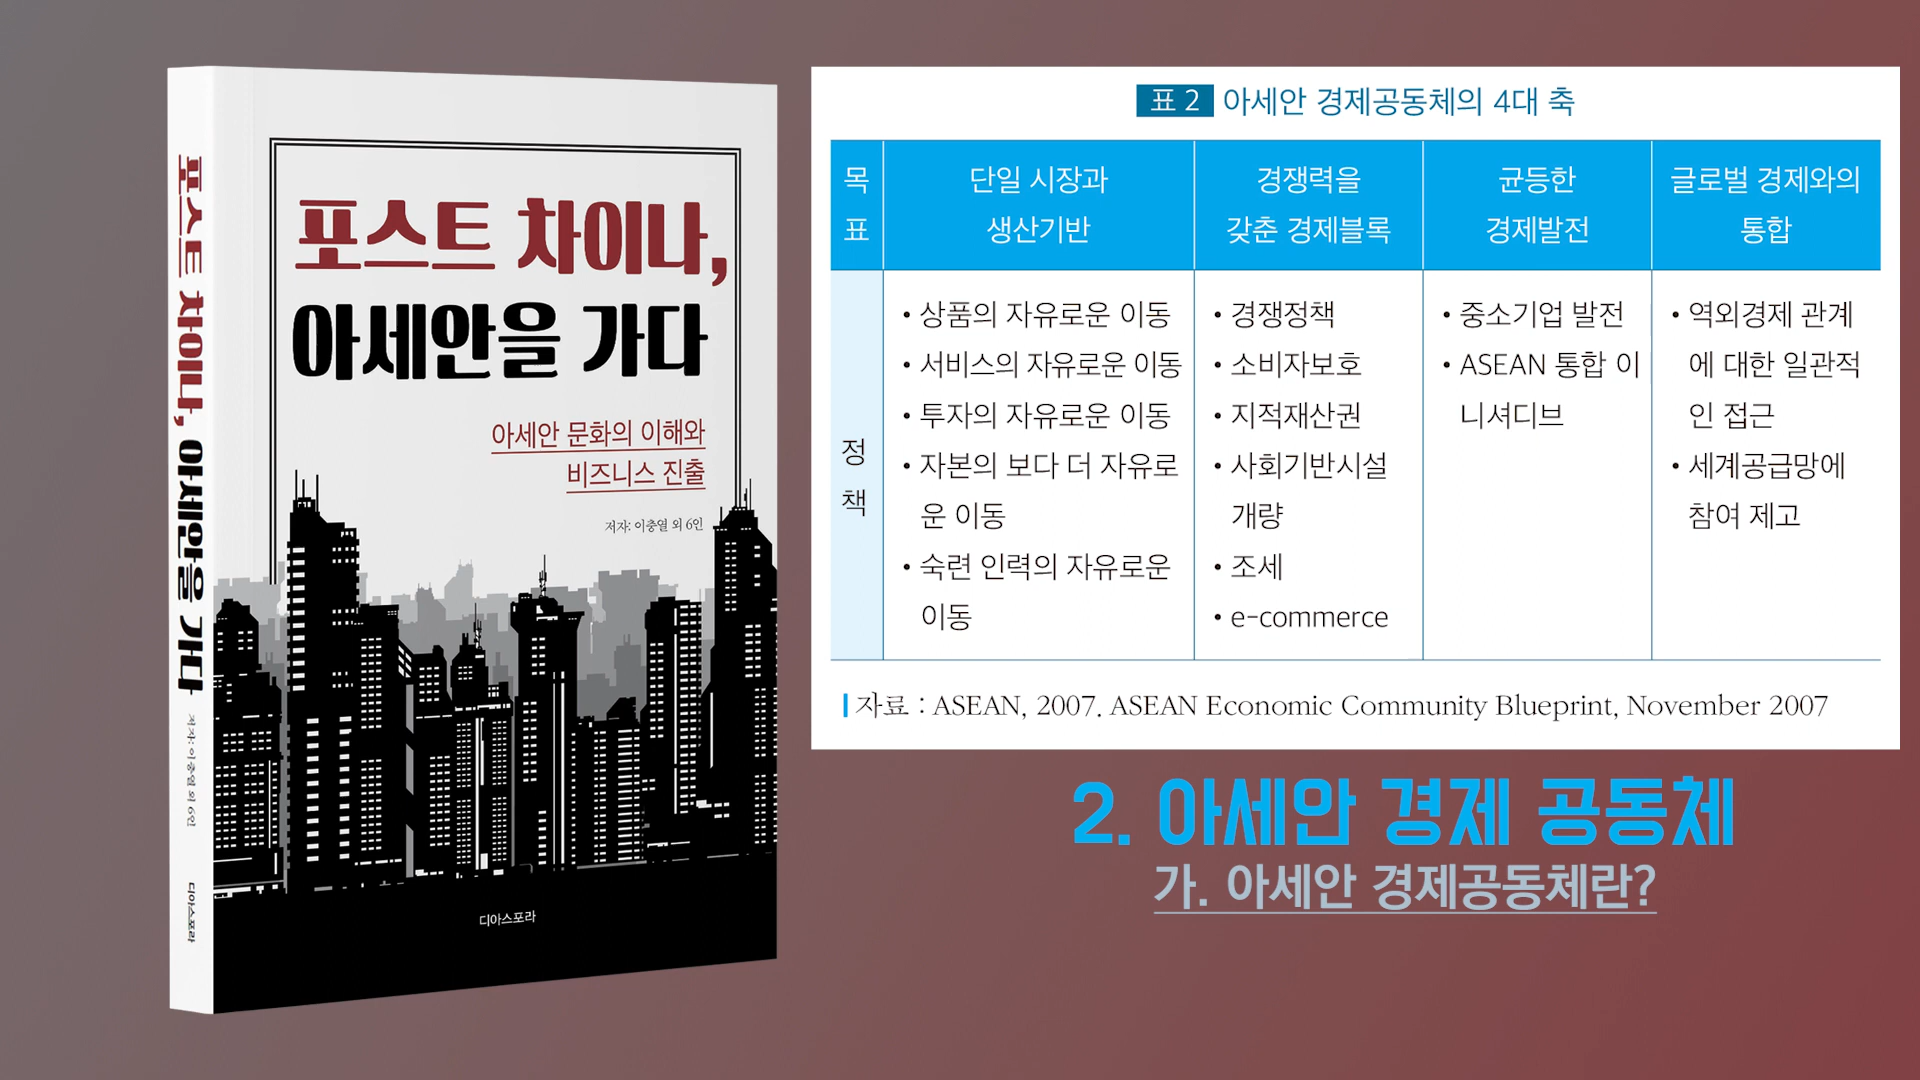 포스트 차이나, 아세안을 가다
저자: 이충열 외 6인
디아스포라
포스트 차이나,
아세안을 가다
아세안 문화의 이해와
비즈니스 진출
저자: 이충열 외 6인
디아스포라
표 2 아세안 경제공동체의 4대 축
목
표
단일 시장과
생산기반
경쟁력을
갖춘 경제블록
균등한
경제발전
글로벌 경제와의
통합
정
책
• 상품의 자유로운 이동
• 서비스의 자유로운 이동
• 투자의 자유로운 이동
• 자본의 보다 더 자유로
운 이동
• 숙련 인력의 자유로운
이동
• 경쟁정책
• 소비자보호
• 지적재산권
• 사회기반시설
개량
• 조세
• e-commerce
• 중소기업 발전
• ASEAN 통합 이
니셔디브
• 역외경제 관계
에 대한 일관적
인 접근
• 세계공급망에
참여 제고
자료 : ASEAN, 2007. ASEAN Economic Community Blueprint, November 2007
2. 아세안 경제 공동체
가. 아세안 경제공동체란?